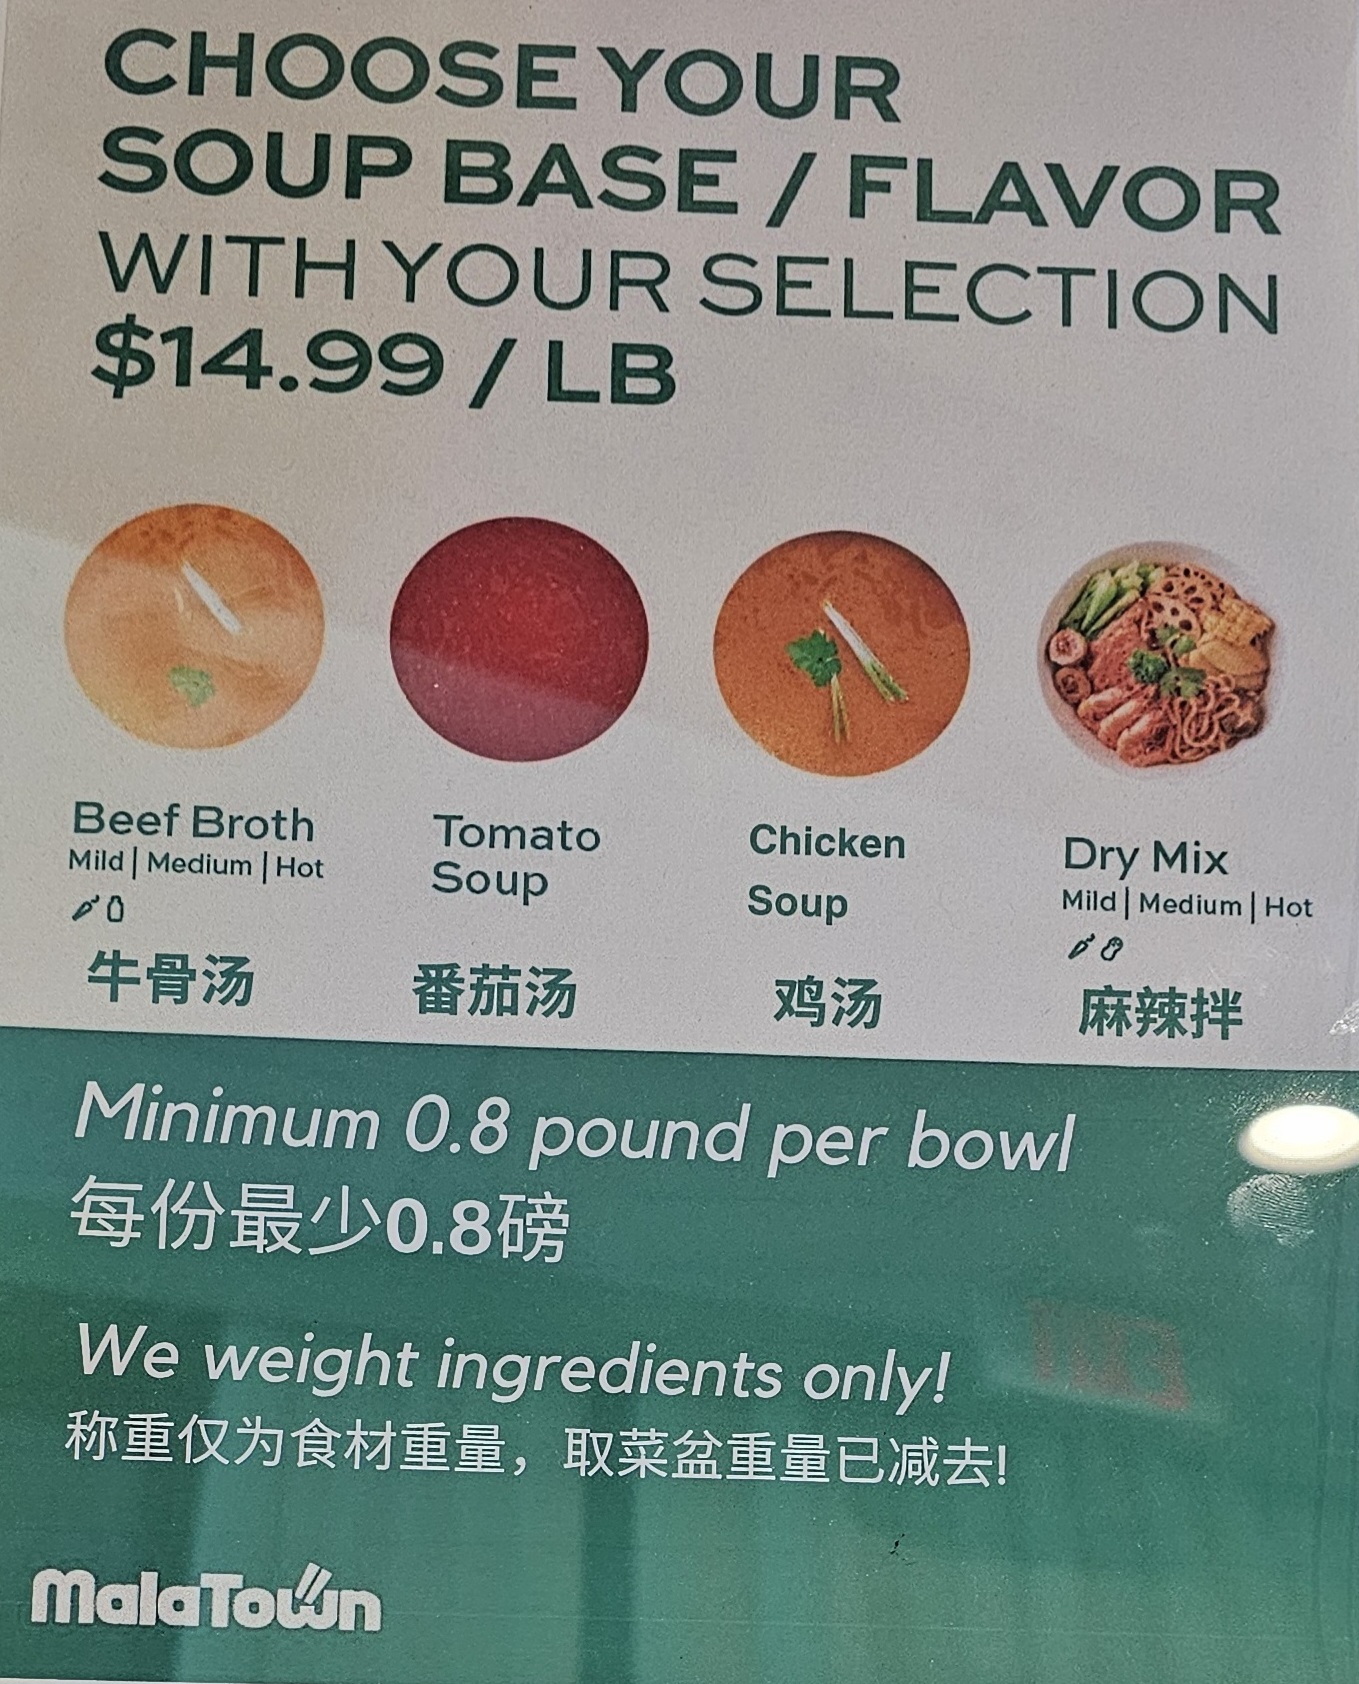 CHOOSE YOUR
SOUP BASE / FLAVOR
WITH YOUR SELECTION
$14.99 / LB
Beef Broth
Mild | Medium | Hot
牛骨汤
Tomato
Soup
番茄汤
Chicken
Soup
鸡汤
Dry Mix
Mild | Medium | Hot
麻辣拌
Minimum 0.8 pound per bowl
每份最少0.8磅
We weight ingredients only!
称重仅为食材重量，取菜盆重量已减去!
MalaTown